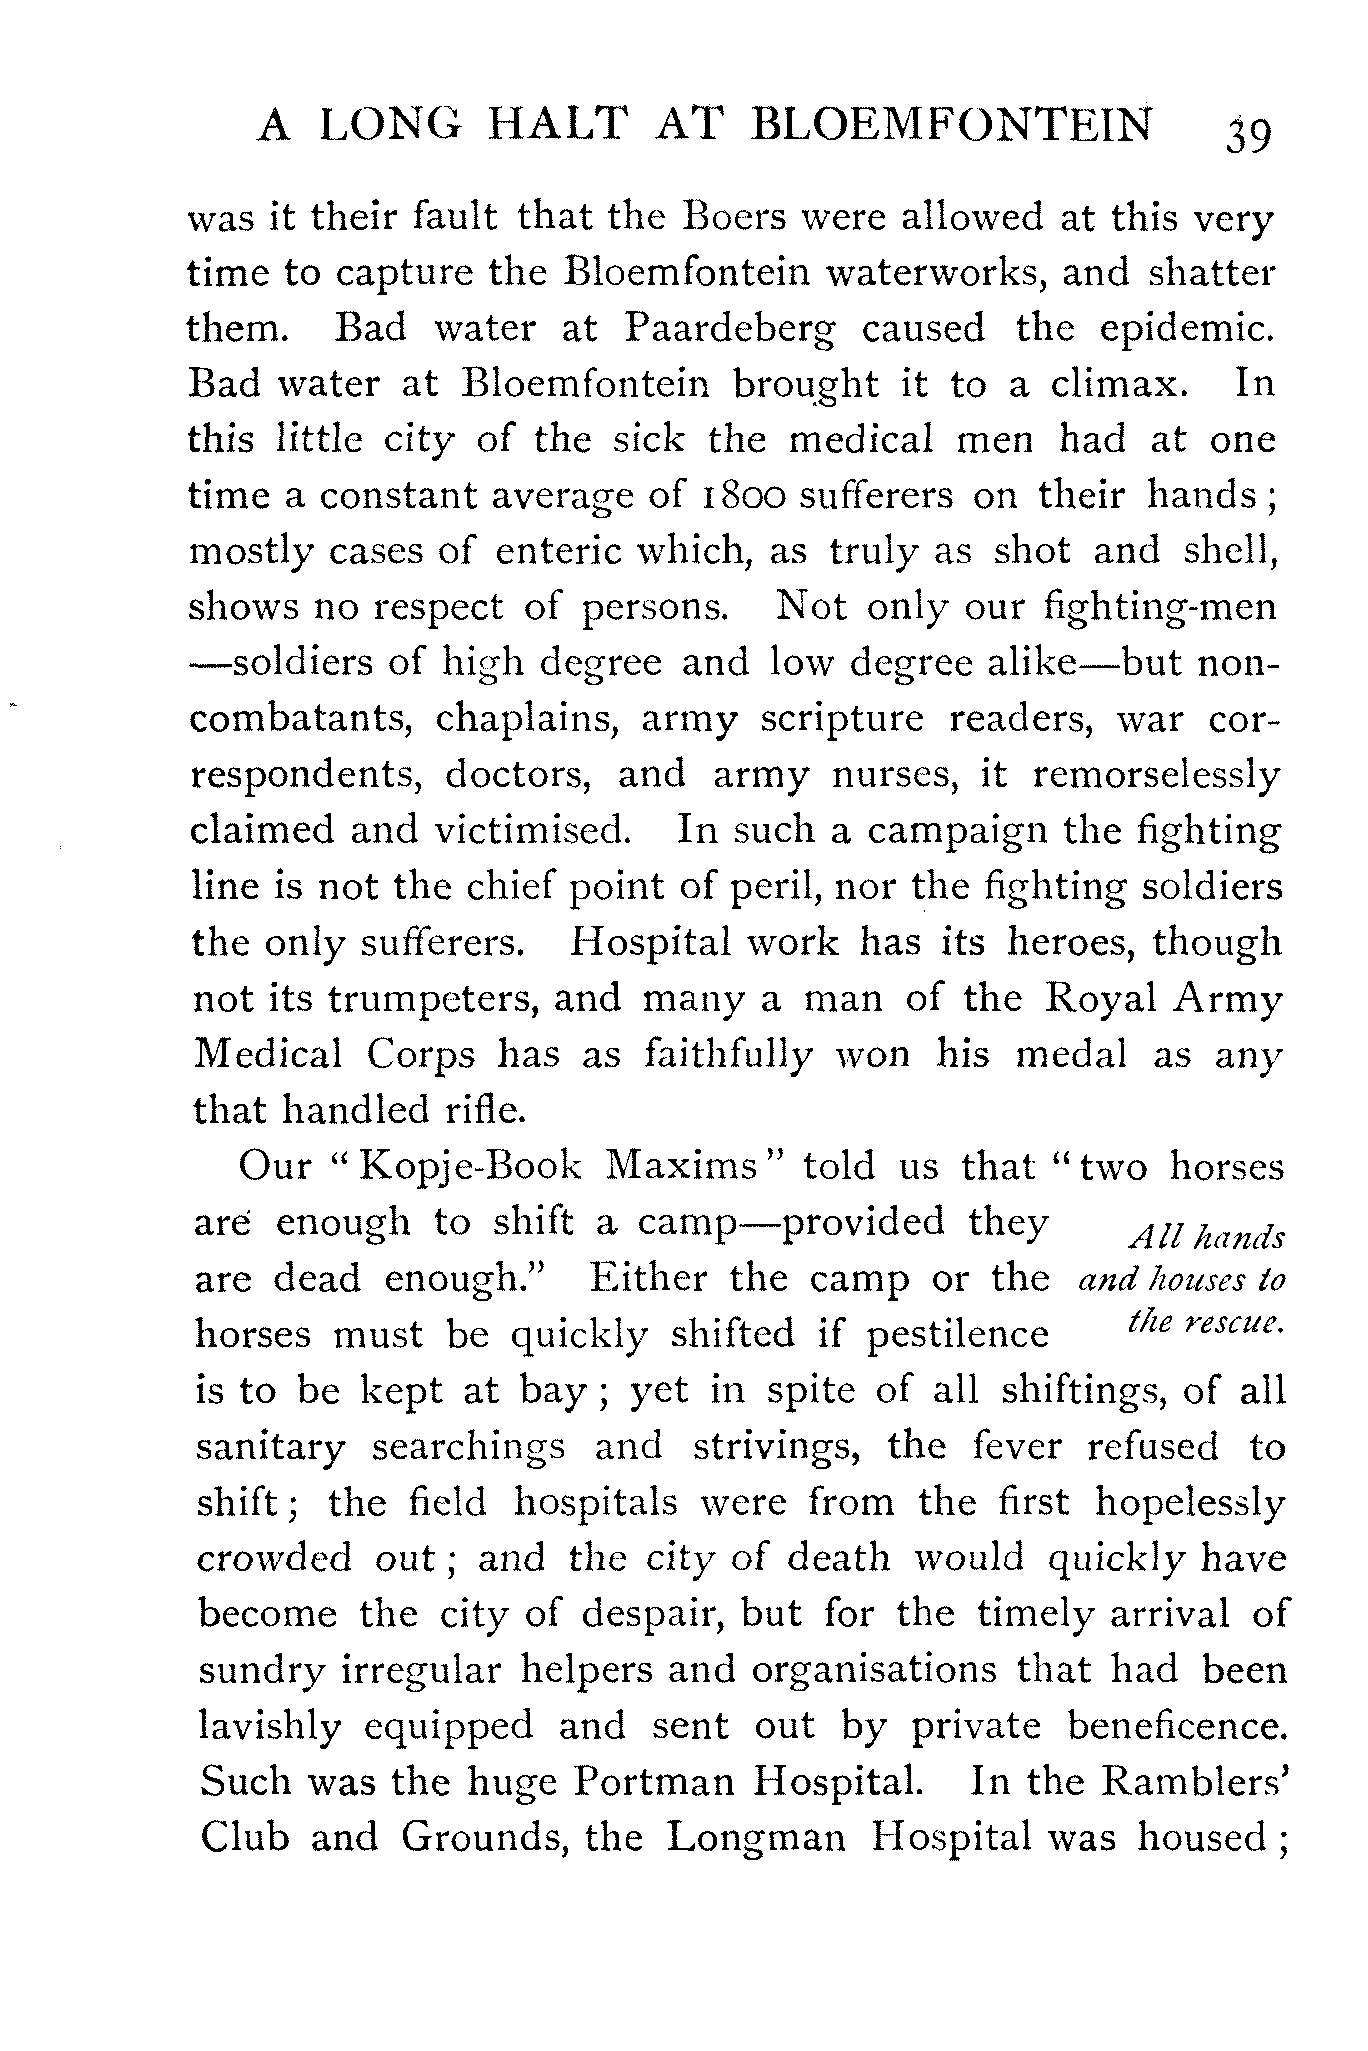 A LONG HALT AT BLOEMFONTEIN 39
was it their fault that the Boers were allowed at this very
time to capture the Bloemfontein waterworks, and shatter
them. Bad water at Paardeberg caused the epidemic.
Bad water at Bloemfontein brought it to a climax. In
this little city of the sick the medical men had at one
time a constant average of 1800 sufferers on their hands ;
mostly cases of enteric which, as truly as shot and shell,
shows no respect of persons. Not only our fighting-men
—soldiers of high degree and low degree alike—but non-
combatants, chaplains, army scripture readers, war cor-
respondents, doctors, and army nurses, it remorselessly
claimed and victimised. In such a campaign the fighting
line is not the chief point of peril, nor the fighting soldiers
the only sufferers. Hospital work has its heroes, though
not its trumpeters, and many a man of the Royal Army
Medical Corps has as faithfully won his medal as any
that handled rifle.
Our “ Kopje-Book Maxims ” told us that “ two horses
are enough to shift a camp—provided they
are dead enough.” Either the camp or the
horses must be quickly shifted if pestilence
All hands
and houses to
the rescue.
is to be kept at bay ; yet in spite of all shiftings, of all
sanitary searchings and strivings, the fever refused to
shift ; the field hospitals were from the first hopelessly
crowded out ; and the city of death would quickly have
become the city of despair, but for the timely arrival of
sundry irregular helpers and organisations that had been
lavishly equipped and sent out by private beneficence.
Such was the huge Portman Hospital. In the Ramblers’
Club and Grounds, the Longman Hospital was housed ;